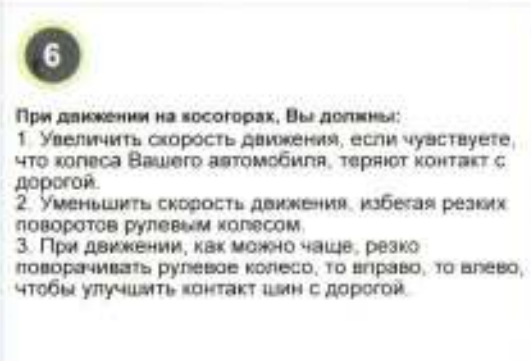 6
При движении на косогорах, Вы должны:
1. Увеличить скорость движения, если чувствуете,
что колеса Вашего автомобиля, теряют контакт с
дорогой.
2. Уменьшить скорость движения, избегая резких
поворотов рулевым колесом.
3. При движении, как можно чаще, резко
поворачивать рулевое колесо, то вправо, то влево,
чтобы улучшить контакт шин с дорогой.